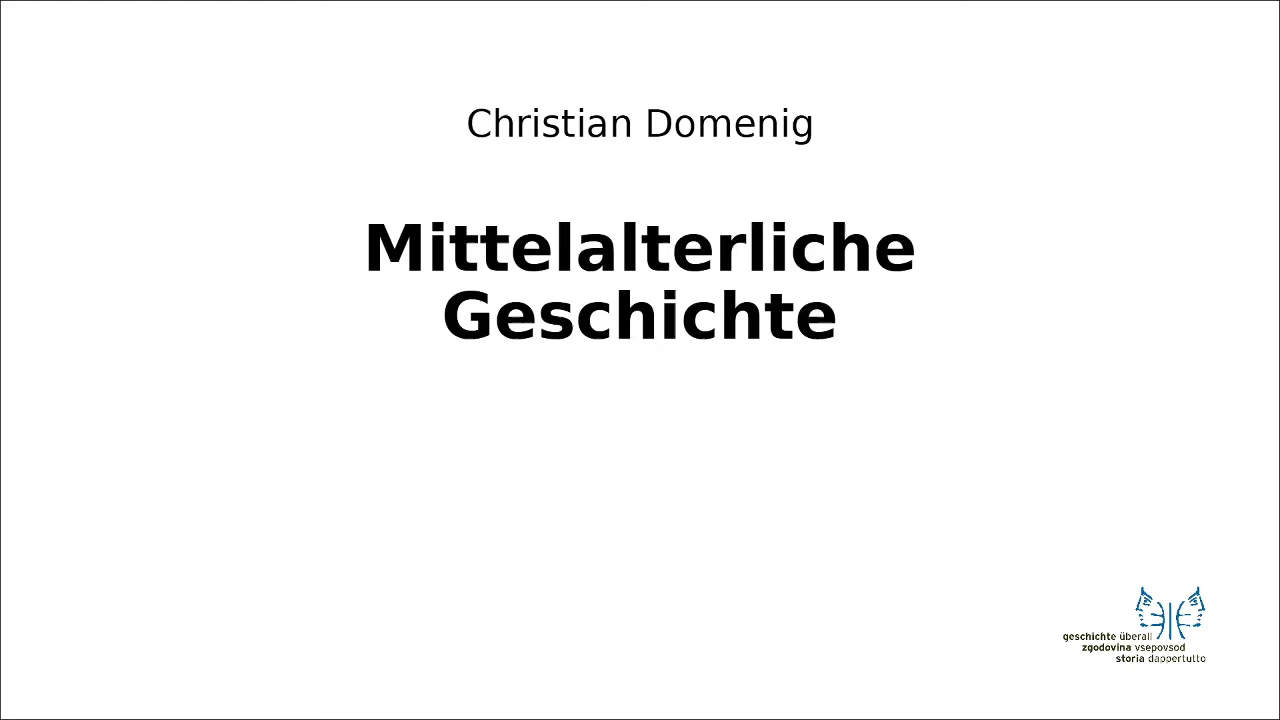 Christian Domenig
Mittelalterliche
Geschichte
geschichte überall
zgodovina vsepovsod
storia dappertutto